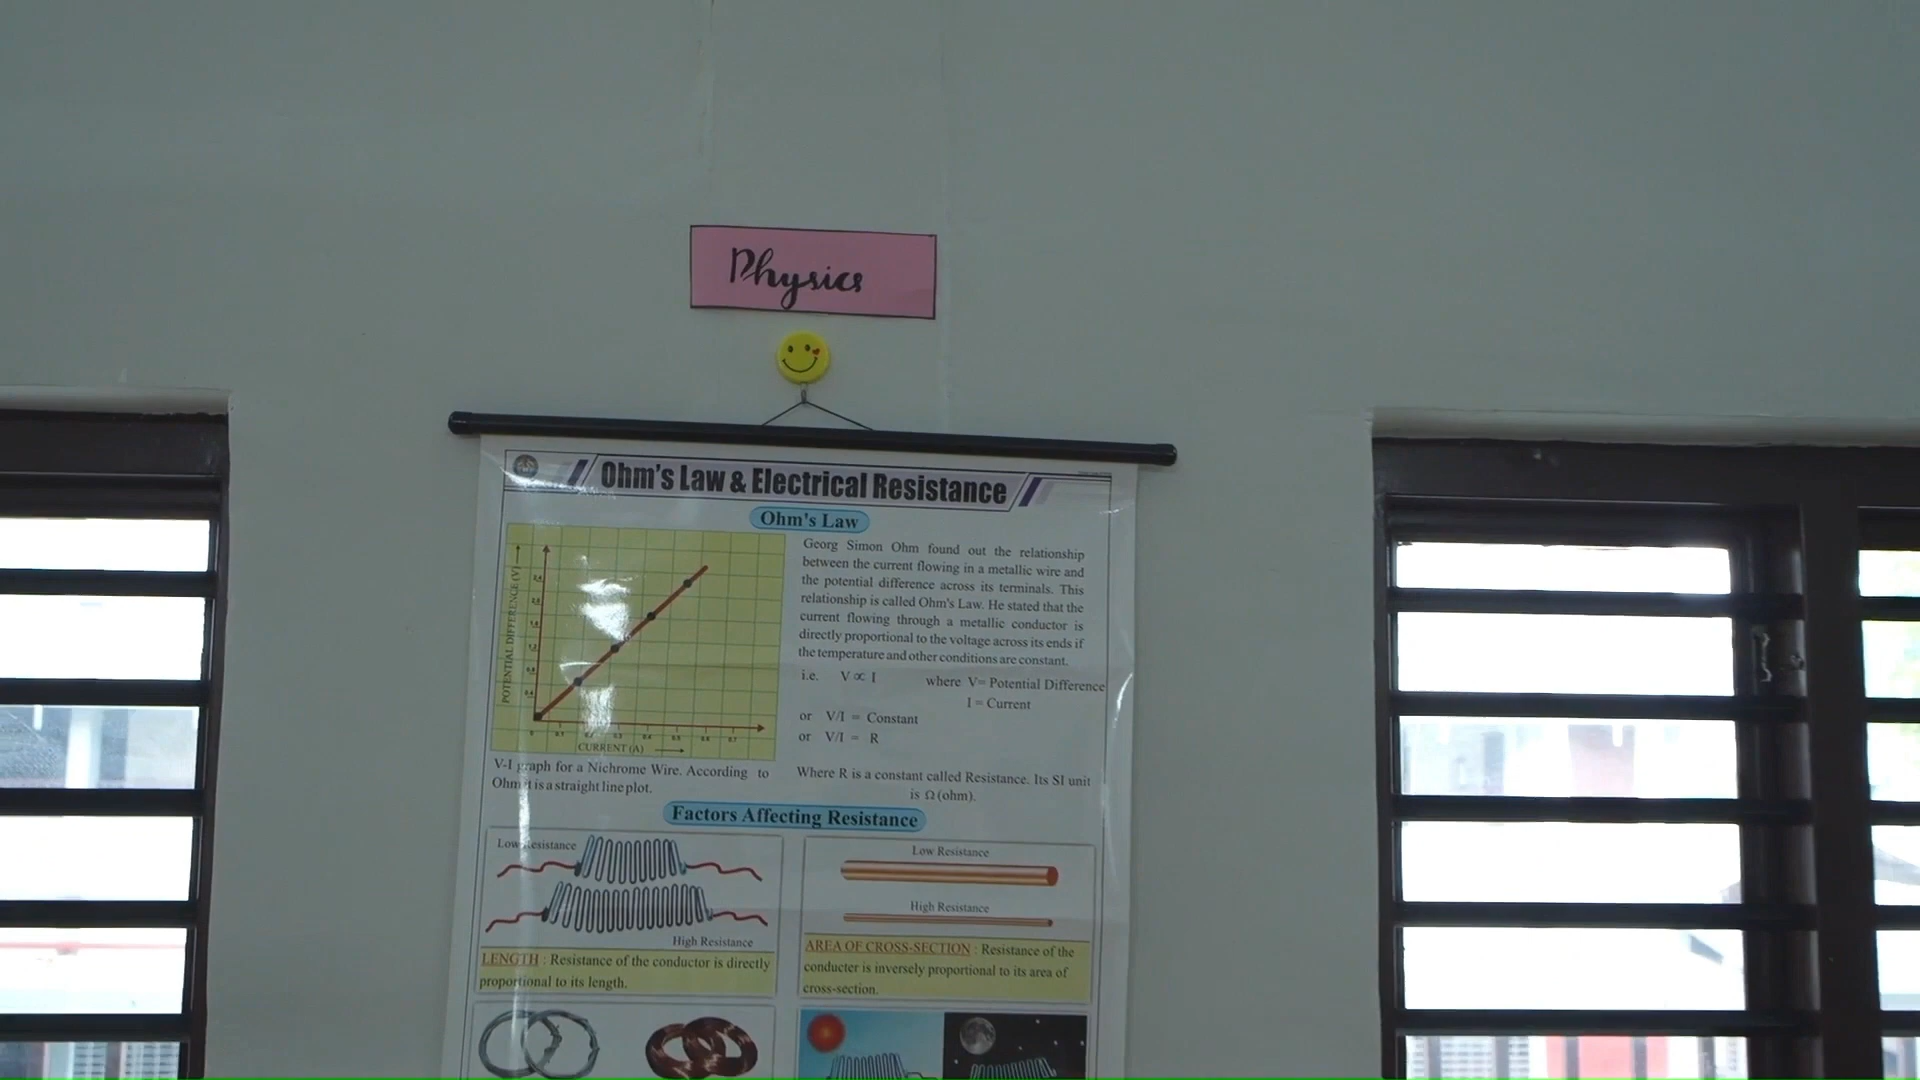 Physics
Ohm's Law & Electrical Resistance
Ohm's Law
POTENTIAL DIFFERENCE (V)
CURRENT (A)
V-I graph for a Nichrome Wire. According to
Ohm it is a straight line plot.
Georg Simon Ohm found out the relationship
between the current flowing in a metallic wire and
the potential difference across its terminals. This
relationship is called Ohm's Law. He stated that the
current flowing through a metallic conductor is
directly proportional to the voltage across its ends if
the temperature and other conditions are constant.
i.e. V ∝ I where V= Potential Difference
I = Current
or V/I = Constant
or V/I = R
Where R is a constant called Resistance. Its SI unit
is Ω (ohm).
Factors Affecting Resistance
Low Resistance
High Resistance
LENGTH : Resistance of the conductor is directly
proportional to its length.
Low Resistance
High Resistance
AREA OF CROSS-SECTION : Resistance of the
conducter is inversely proportional to its area of
cross-section.